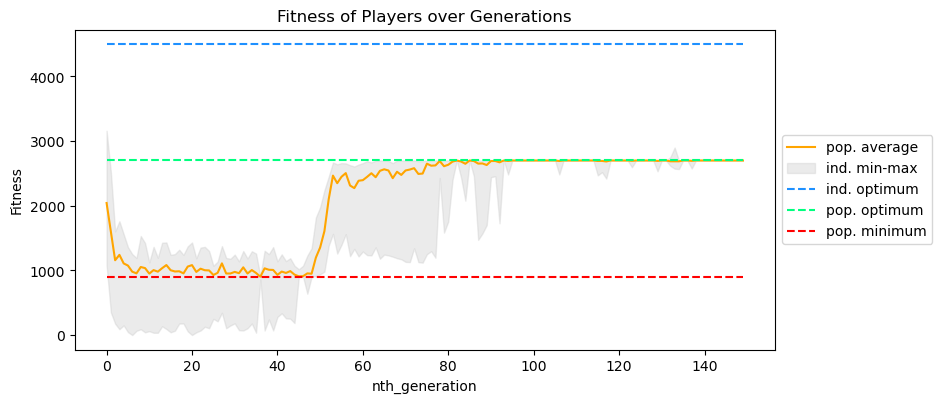 Fitness of Players over Generations
Fitness
4000
3000
2000
1000
0
0 20 40 60 80 100 120 140
nth_generation
pop. average
ind. min-max
ind. optimum
pop. optimum
pop. minimum